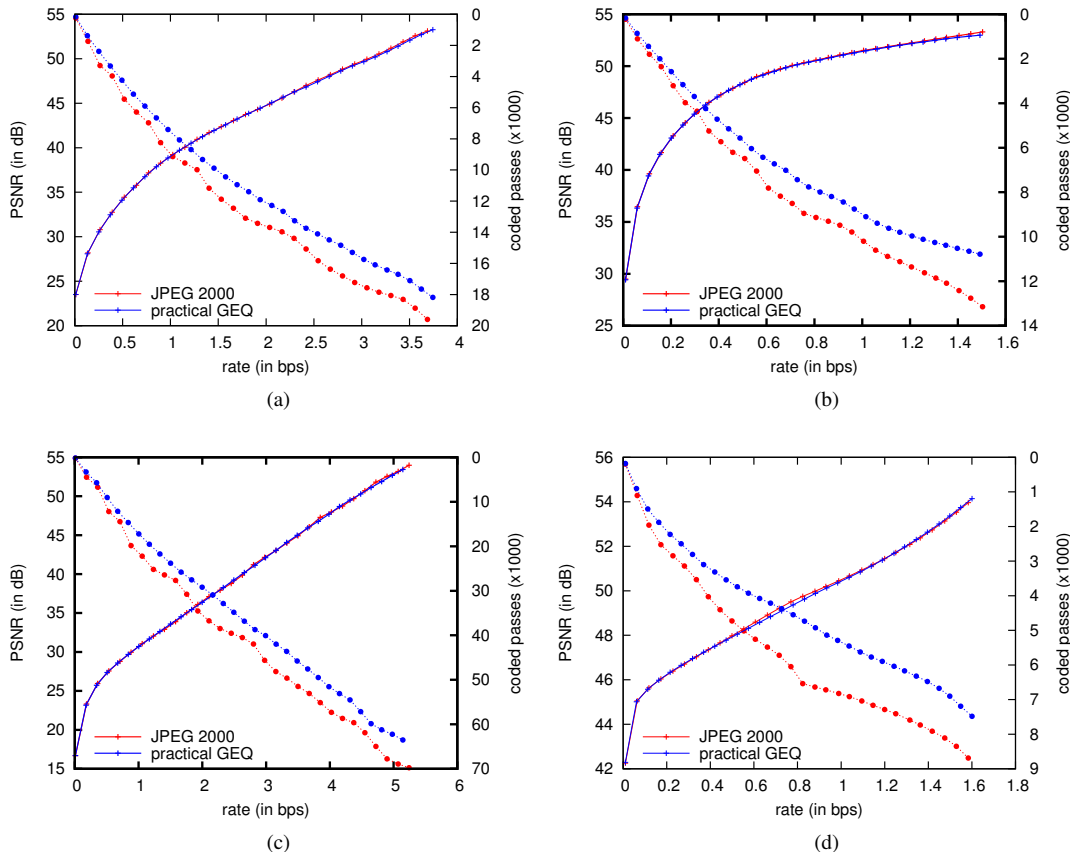 55
50
45
40
35
30
25
20
PSNR (in dB)
0
2
4
6
8
10
12
14
16
18
20
coded passes (x1000)
JPEG 2000
practical GEQ
0 0.5 1 1.5 2 2.5 3 3.5 4
rate (in bps)
(a)
55
50
45
40
35
30
25
PSNR (in dB)
0
2
4
6
8
10
12
14
coded passes (x1000)
JPEG 2000
practical GEQ
0 0.2 0.4 0.6 0.8 1 1.2 1.4 1.6
rate (in bps)
(b)
55
50
45
40
35
30
25
20
15
PSNR (in dB)
0
10
20
30
40
50
60
70
coded passes (x1000)
JPEG 2000
practical GEQ
0 1 2 3 4 5 6
rate (in bps)
(c)
56
54
52
50
48
46
44
42
PSNR (in dB)
0
1
2
3
4
5
6
7
8
9
coded passes (x1000)
JPEG 2000
practical GEQ
0 0.2 0.4 0.6 0.8 1 1.2 1.4 1.6 1.8
rate (in bps)
(d)